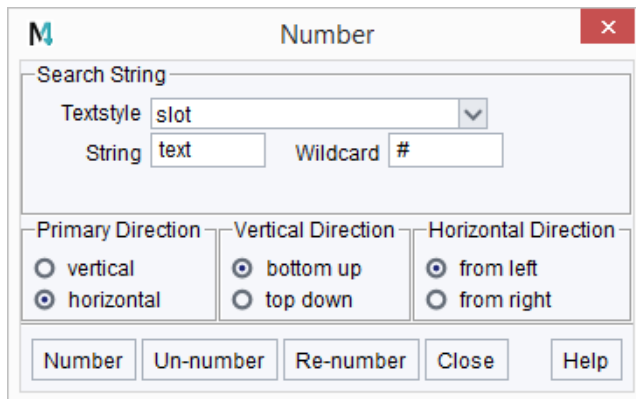 Number
Search String
Textstyle slot
String text Wildcard #
Primary Direction Vertical Direction Horizontal Direction
vertical bottom up from left
horizontal top down from right
Number Un-number Re-number Close Help